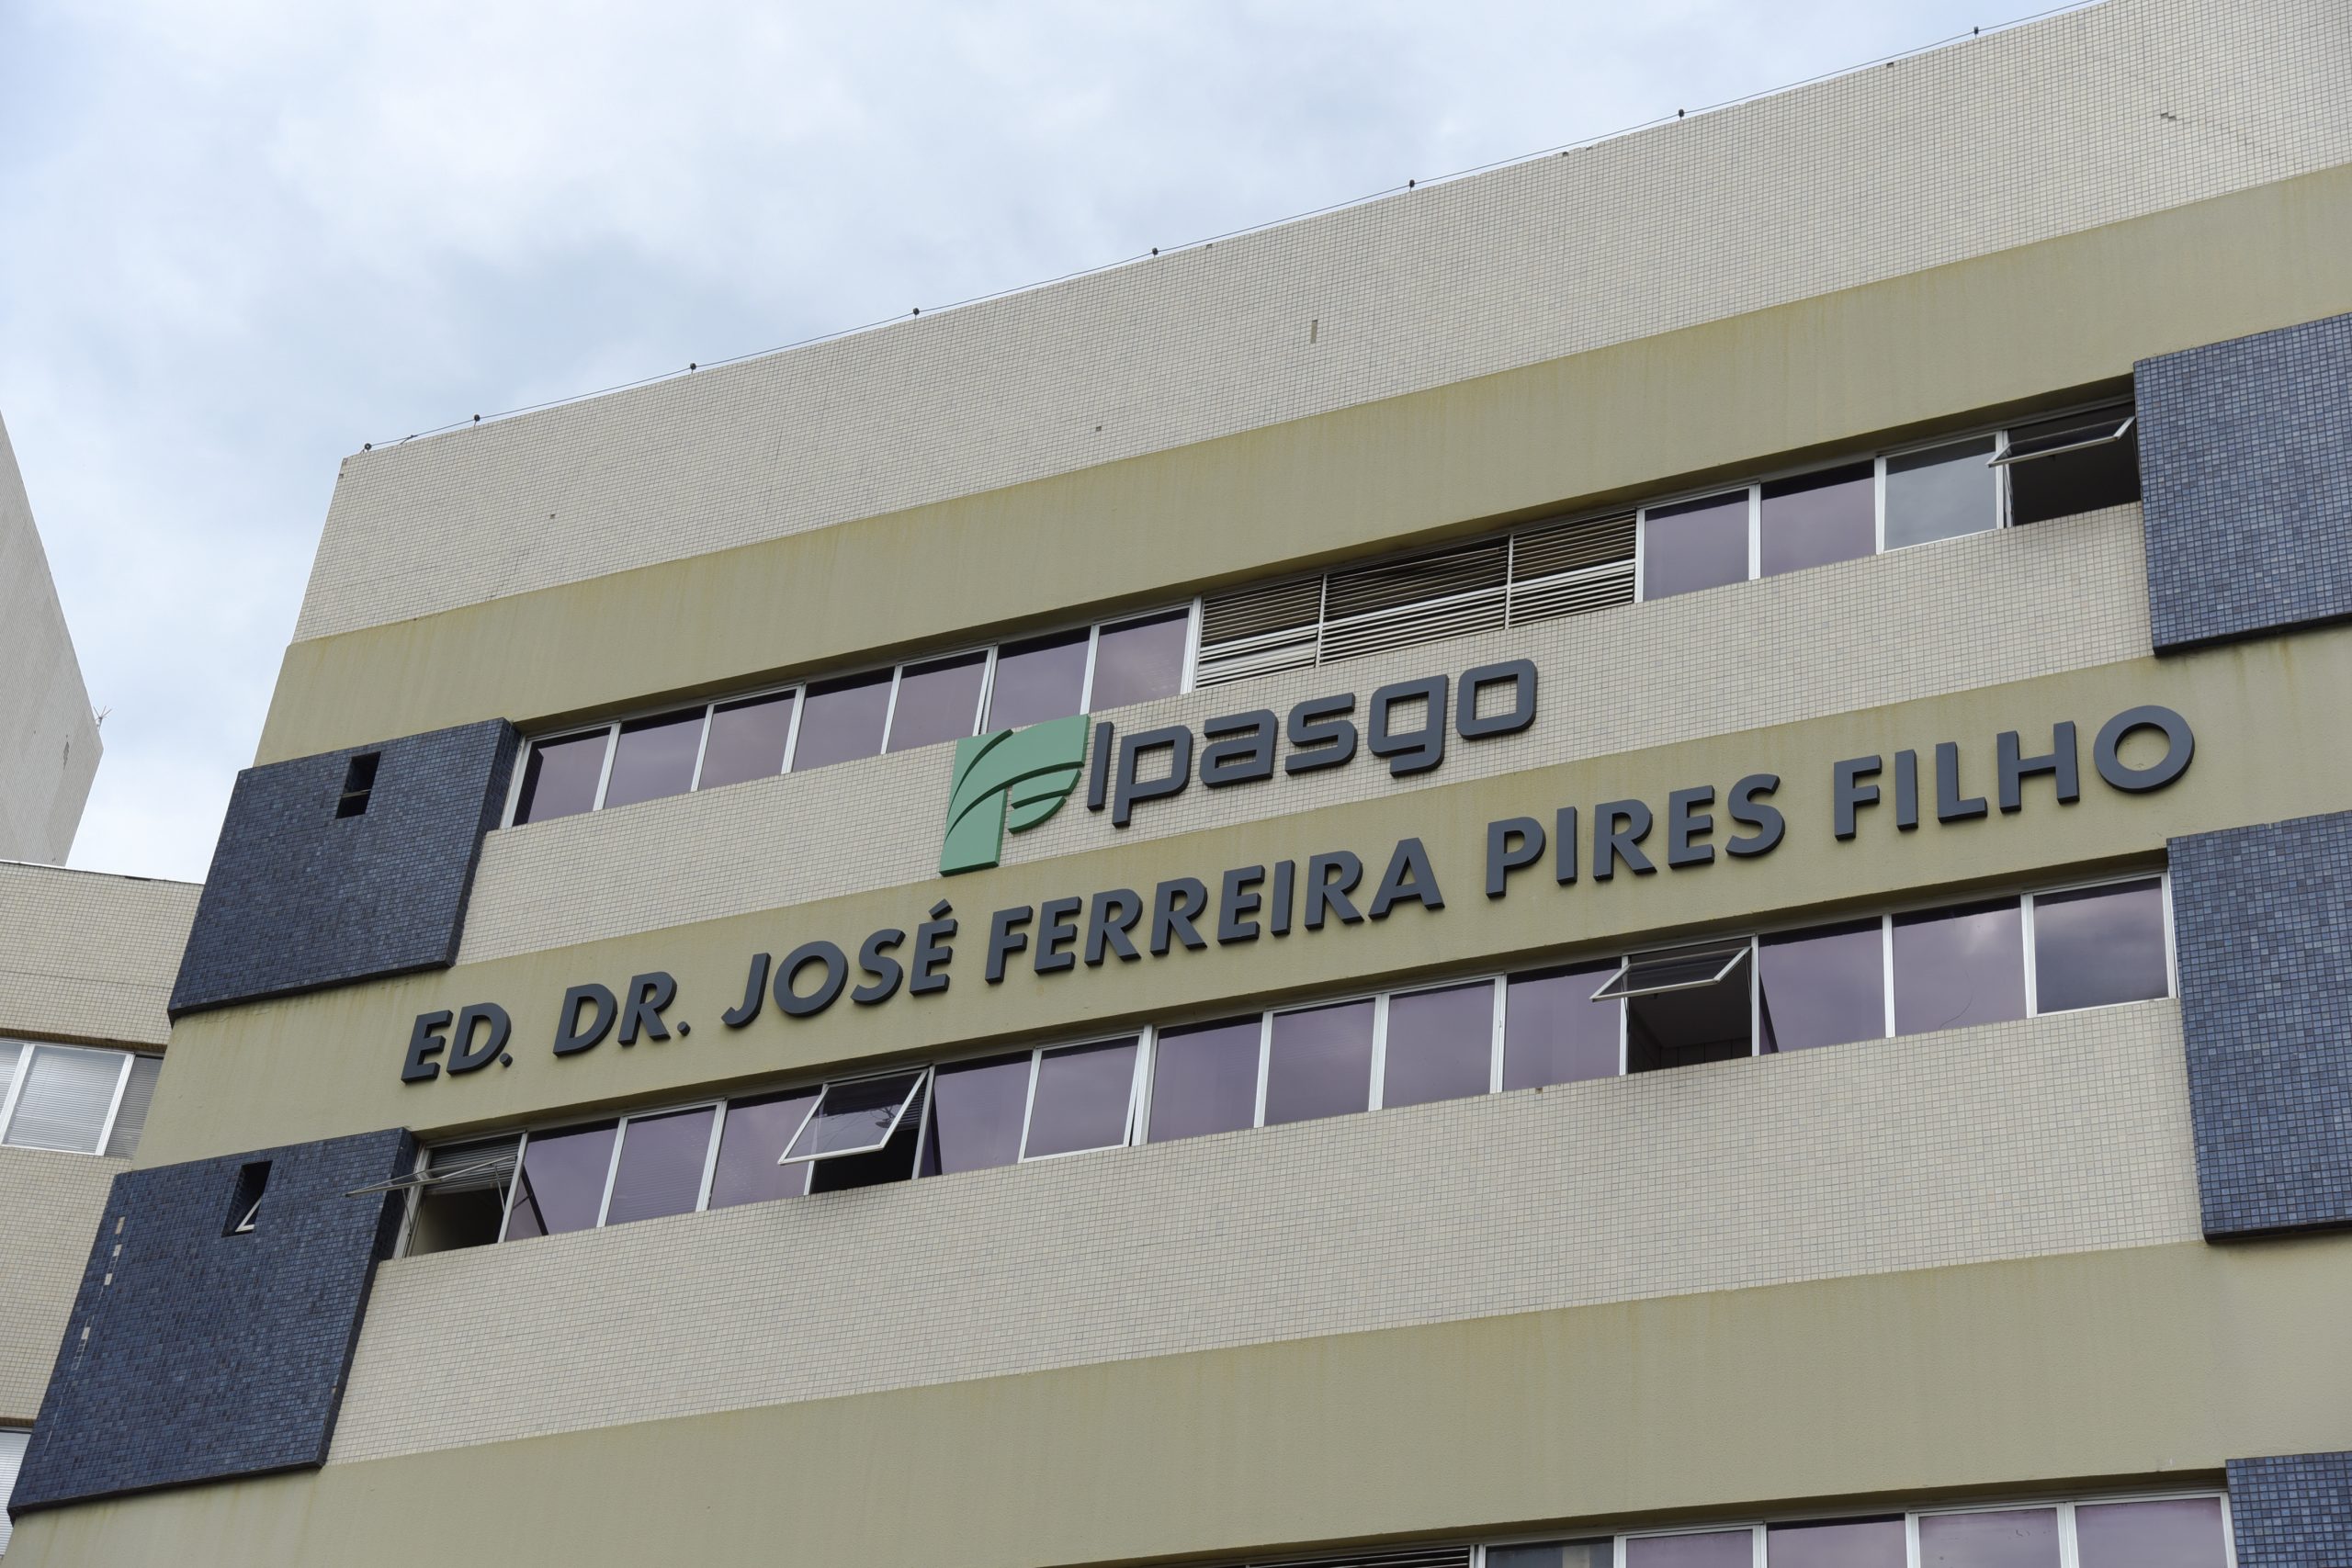 Ipasgo
ED. DR. JOSÉ FERREIRA PIRES FILHO